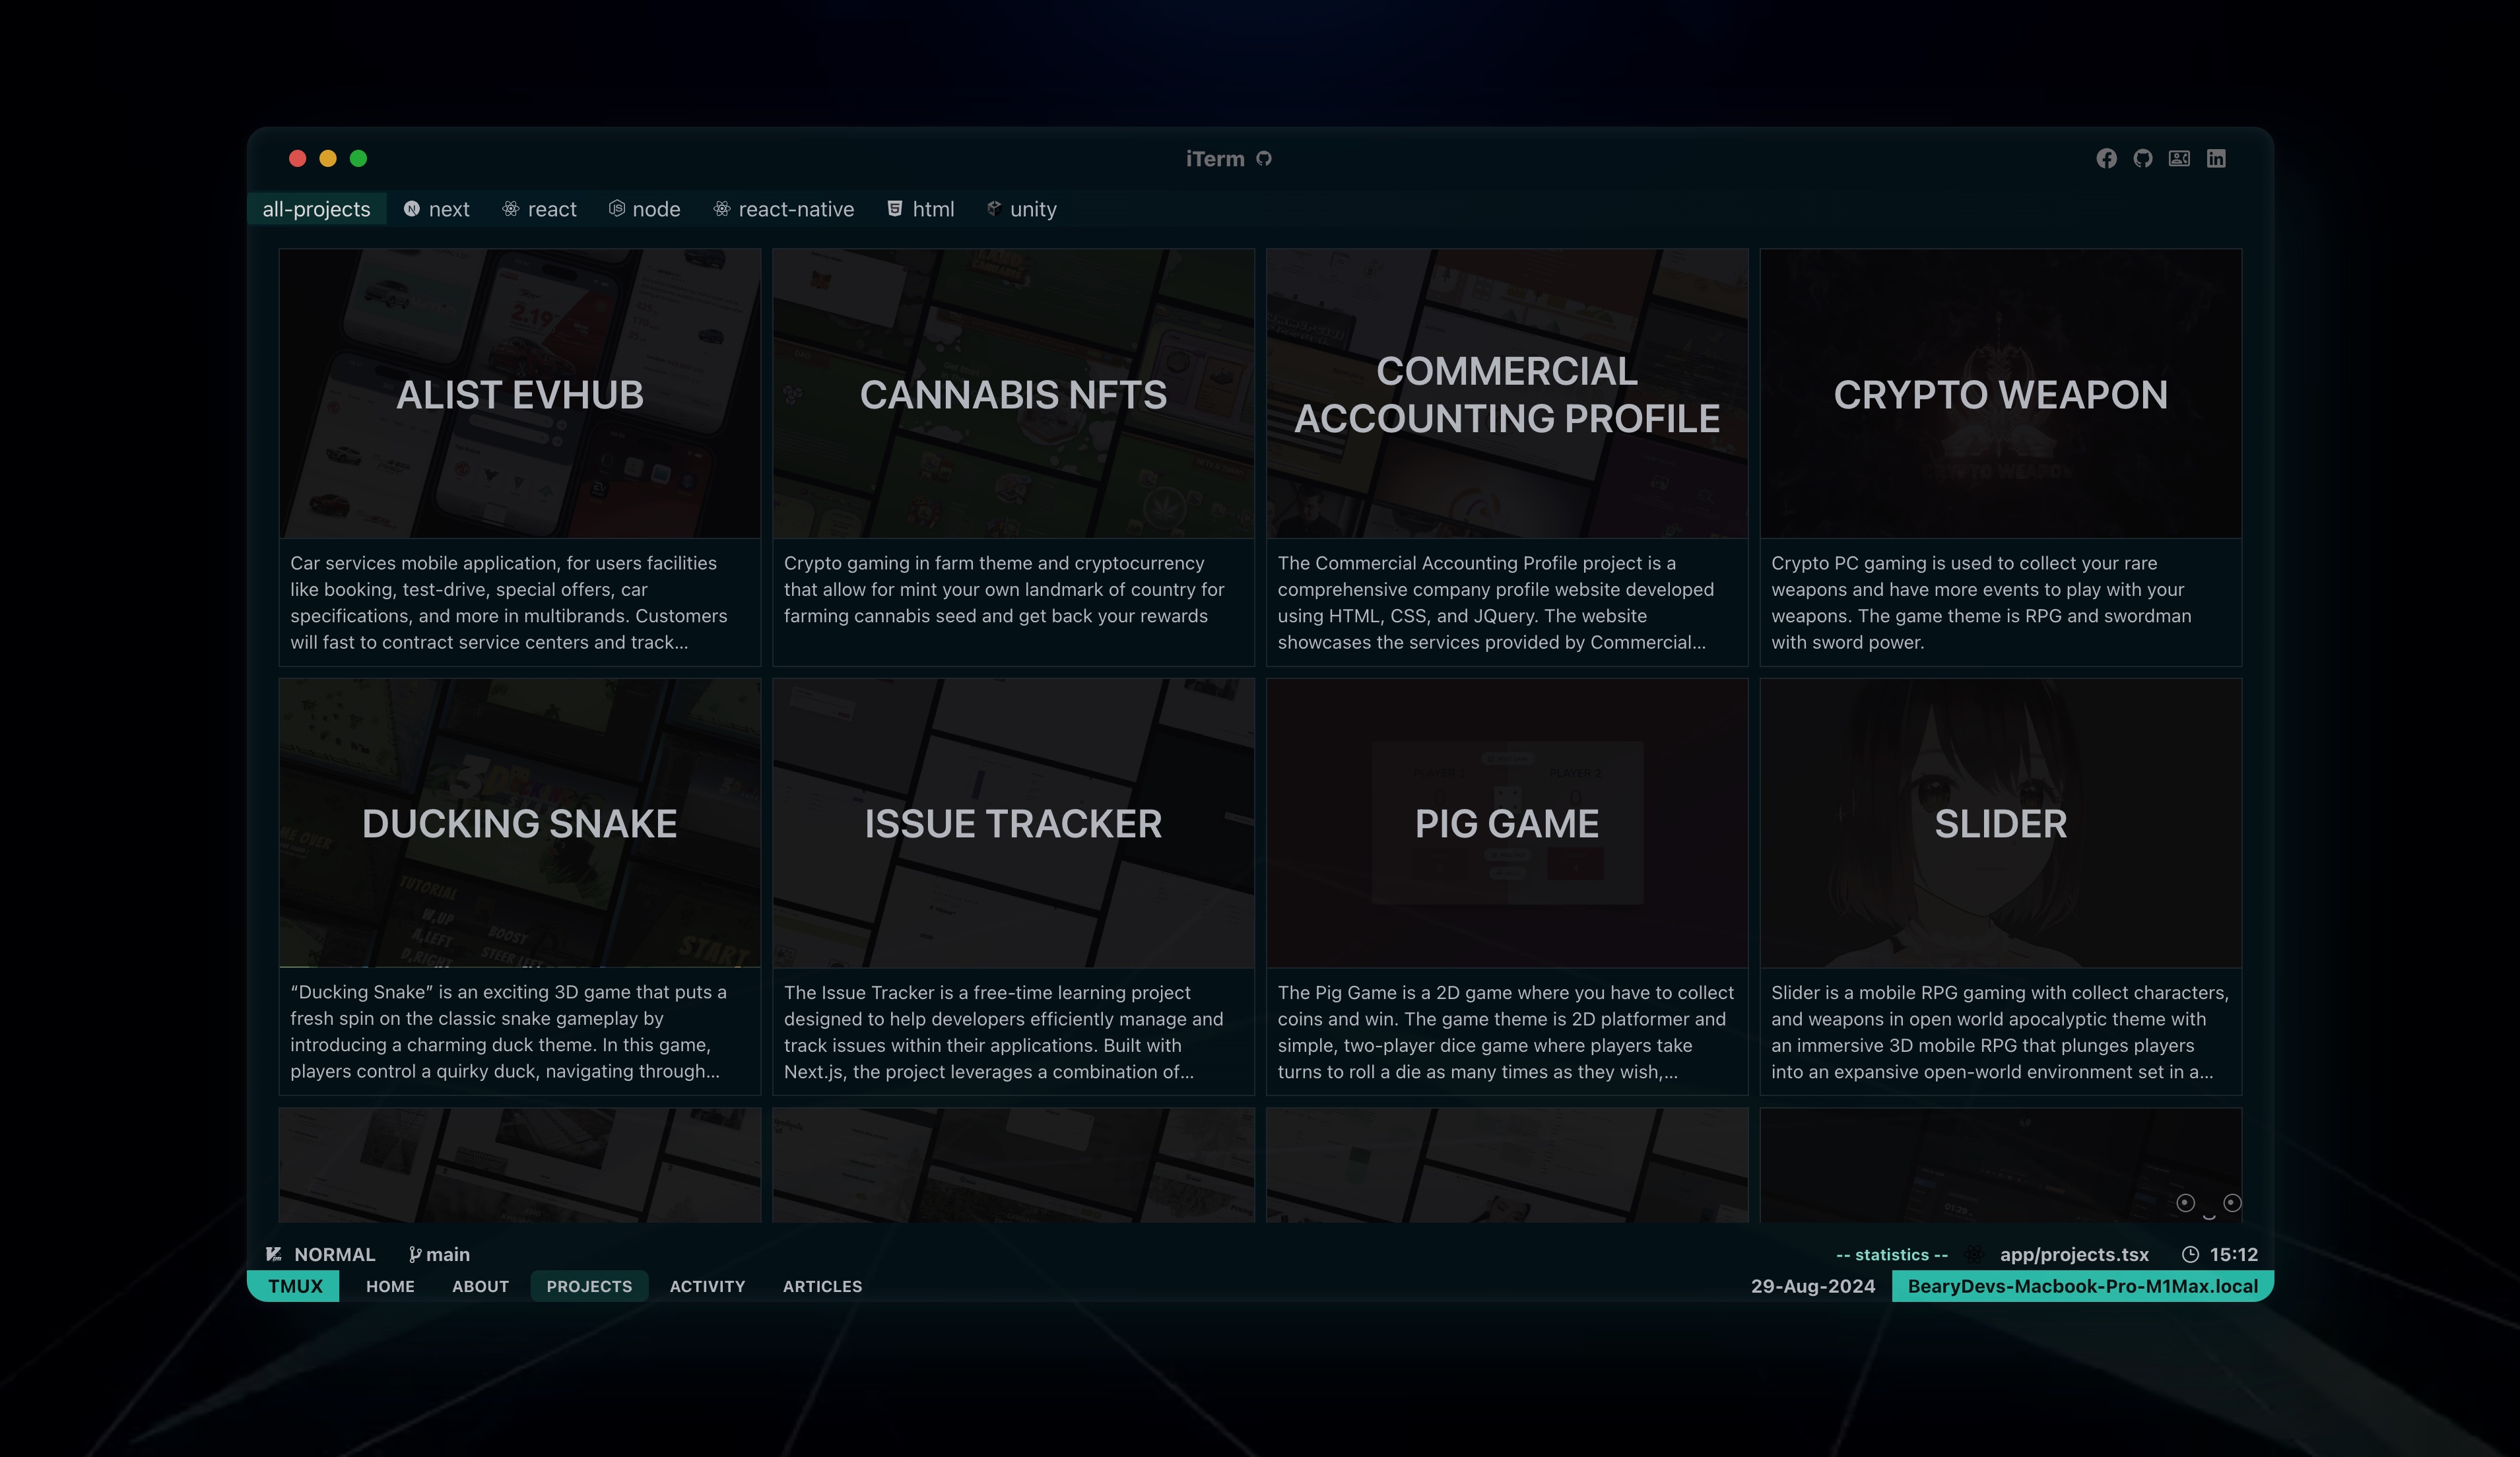 iTerm
all-projects next react node react-native html unity
ALIST EVHUB
Car services mobile application, for users facilities
like booking, test-drive, special offers, car
specifications, and more in multibrands. Customers
will fast to contract service centers and track...
CANNABIS NFTS
Crypto gaming in farm theme and cryptocurrency
that allow for mint your own landmark of country for
farming cannabis seed and get back your rewards
COMMERCIAL
ACCOUNTING PROFILE
The Commercial Accounting Profile project is a
comprehensive company profile website developed
using HTML, CSS, and JQuery. The website
showcases the services provided by Commercial...
CRYPTO WEAPON
CRYPTO WEAPON
Crypto PC gaming is used to collect your rare
weapons and have more events to play with your
weapons. The game theme is RPG and swordman
with sword power.
DUCKING SNAKE
TUTORIAL
W,UP
A,LEFT
D,RIGHT
BOOST
STEER LEFT
START
“Ducking Snake” is an exciting 3D game that puts a
fresh spin on the classic snake gameplay by
introducing a charming duck theme. In this game,
players control a quirky duck, navigating through...
ISSUE TRACKER
The Issue Tracker is a free-time learning project
designed to help developers efficiently manage and
track issues within their applications. Built with
Next.js, the project leverages a combination of...
PIG GAME
PLAYER 1 PLAYER 2
The Pig Game is a 2D game where you have to collect
coins and win. The game theme is 2D platformer and
simple, two-player dice game where players take
turns to roll a die as many times as they wish,...
SLIDER
Slider is a mobile RPG gaming with collect characters,
and weapons in open world apocalyptic theme with
an immersive 3D mobile RPG that plunges players
into an expansive open-world environment set in a...
NORMAL main -- statistics -- app/projects.tsx 15:12
TMUX HOME ABOUT PROJECTS ACTIVITY ARTICLES 29-Aug-2024 BearyDevs-Macbook-Pro-M1Max.local